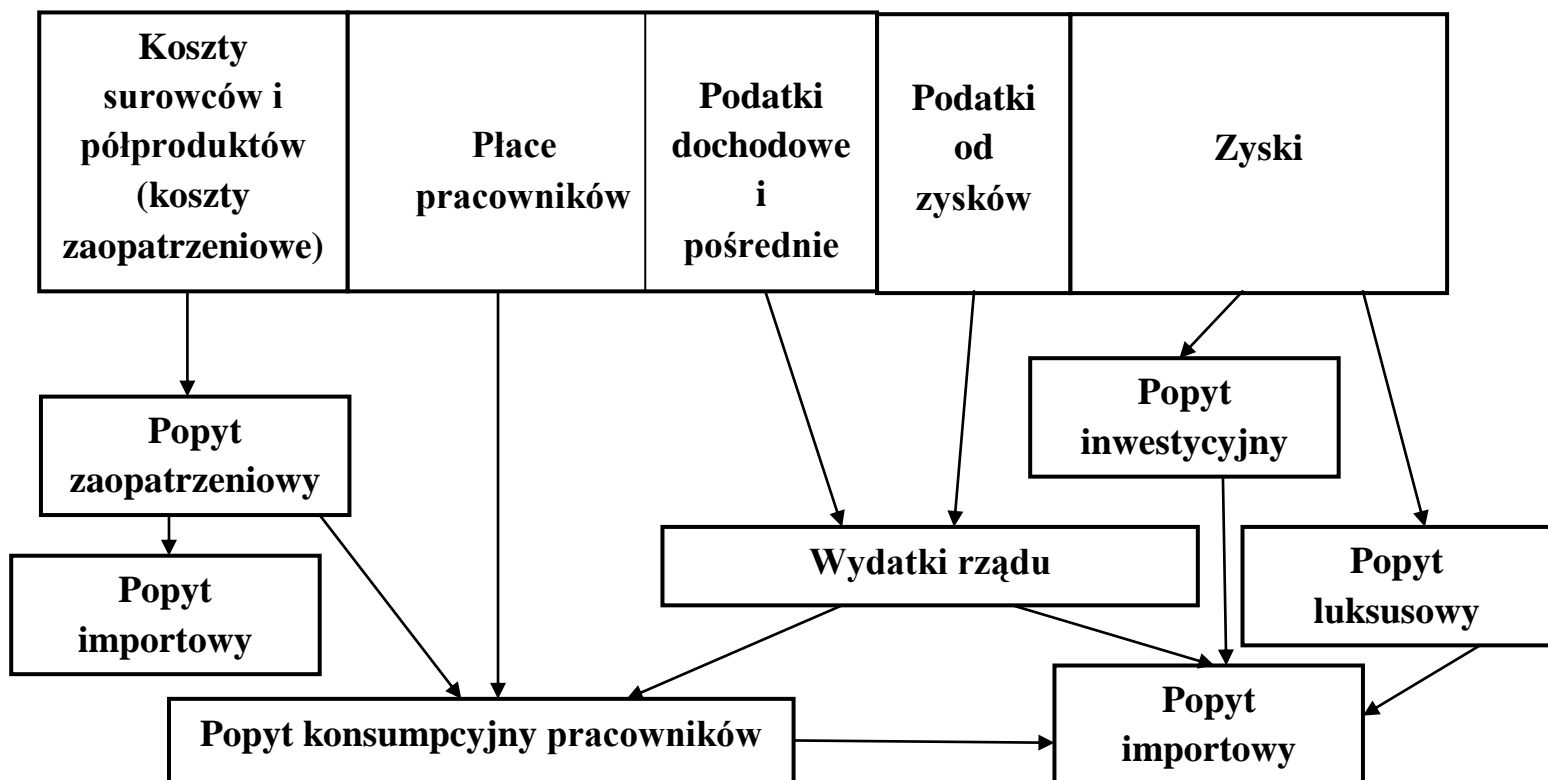 Koszty
surowców i
półproduktów
(koszty
zaopatrzeniowe)
Płace
pracowników
Podatki
dochodowe
i
pośrednie
Podatki
od
zysków
Zyski
Popyt
zaopatrzeniowy
Popyt
inwestycyjny
Popyt
importowy
Wydatki rządu
Popyt
luksusowy
Popyt konsumpcyjny pracowników
Popyt
importowy